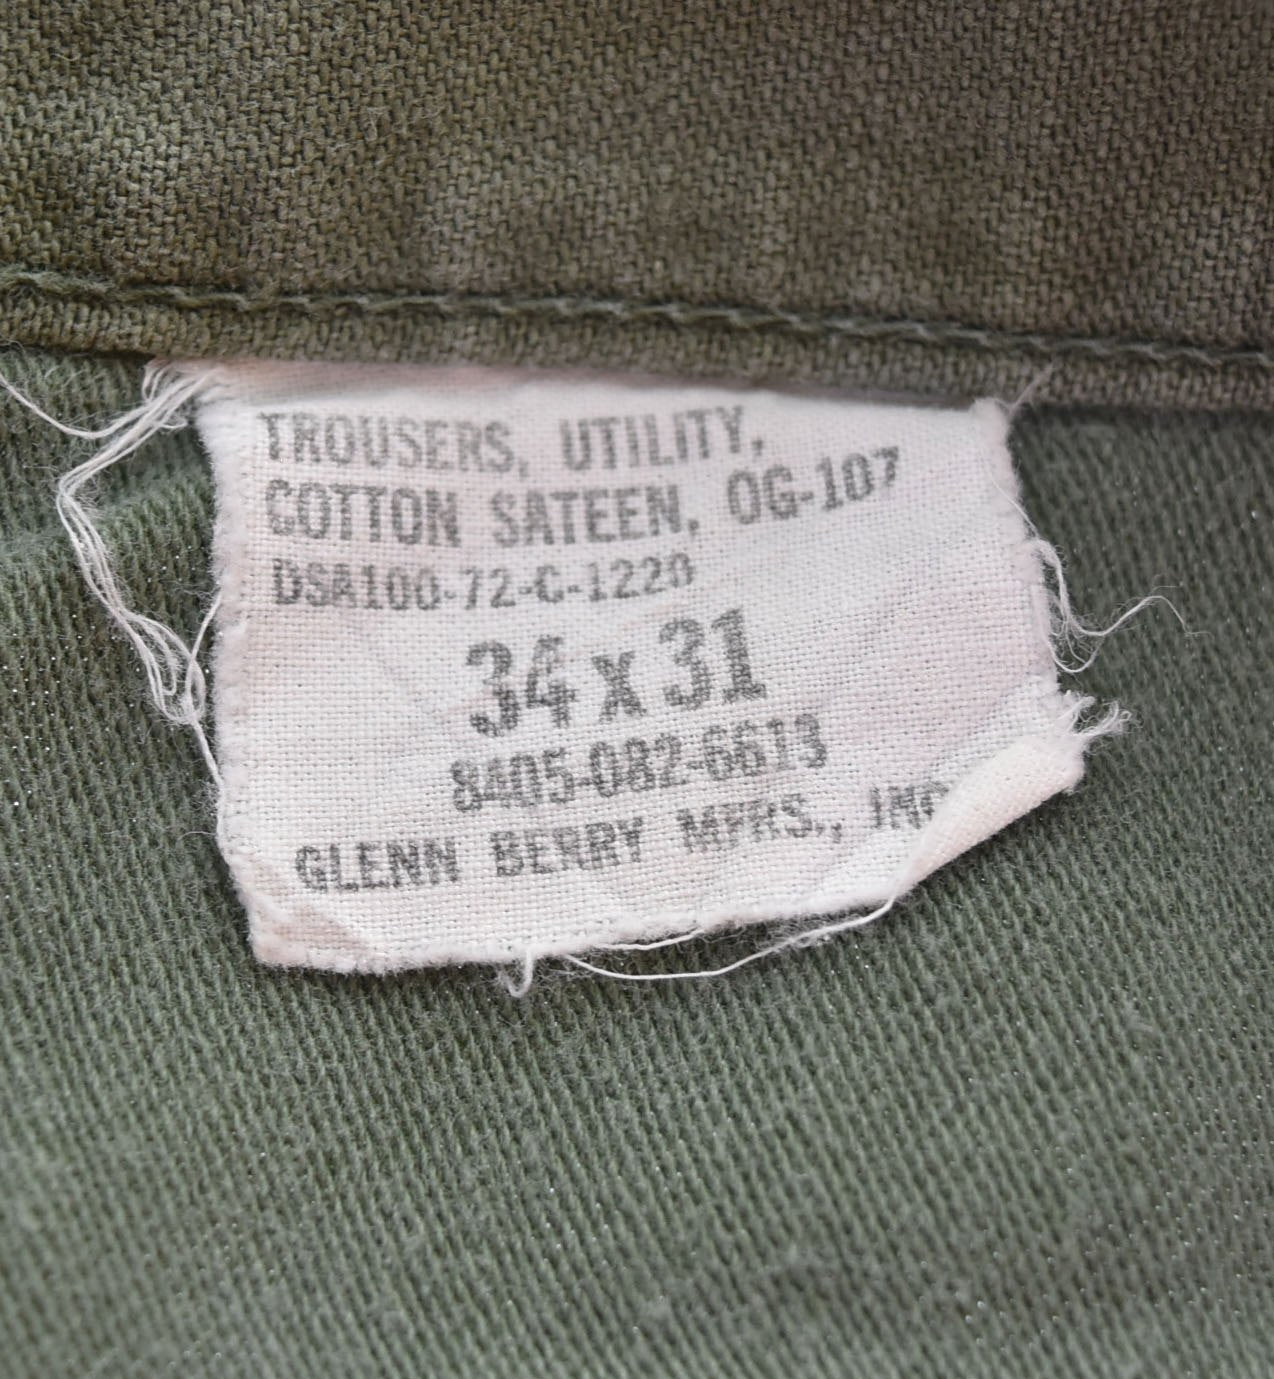 TROUSERS, UTILITY,
COTTON SATEEN, OG-107
DSA100-72-C-1220
34 x 31
8405-082-6613
GLENN BERRY MFRS., INC